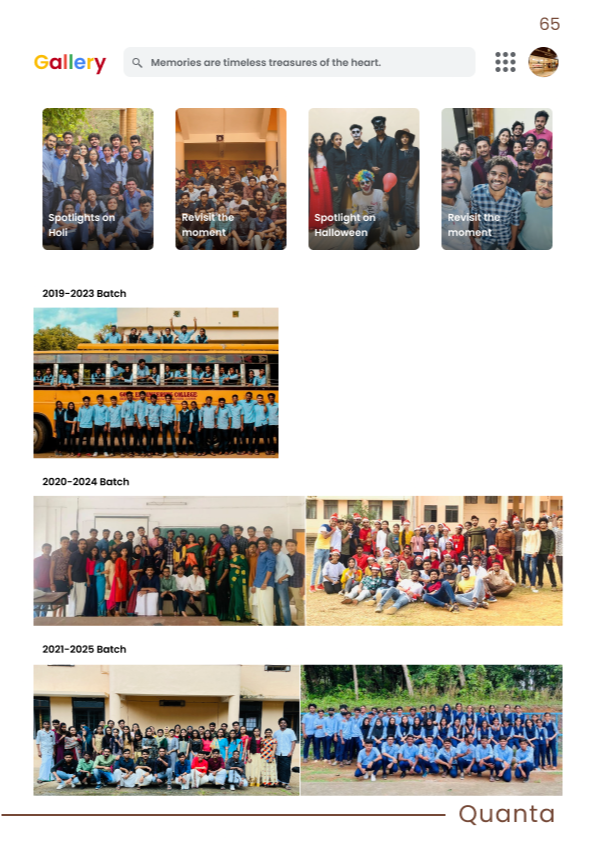 65
Gallery
Memories are timeless treasures of the heart.
Spotlights on
Holi
Revisit the
moment
Spotlight on
Halloween
Revisit the
moment
2019-2023 Batch
COLLEGE
2020-2024 Batch
2021-2025 Batch
Quanta